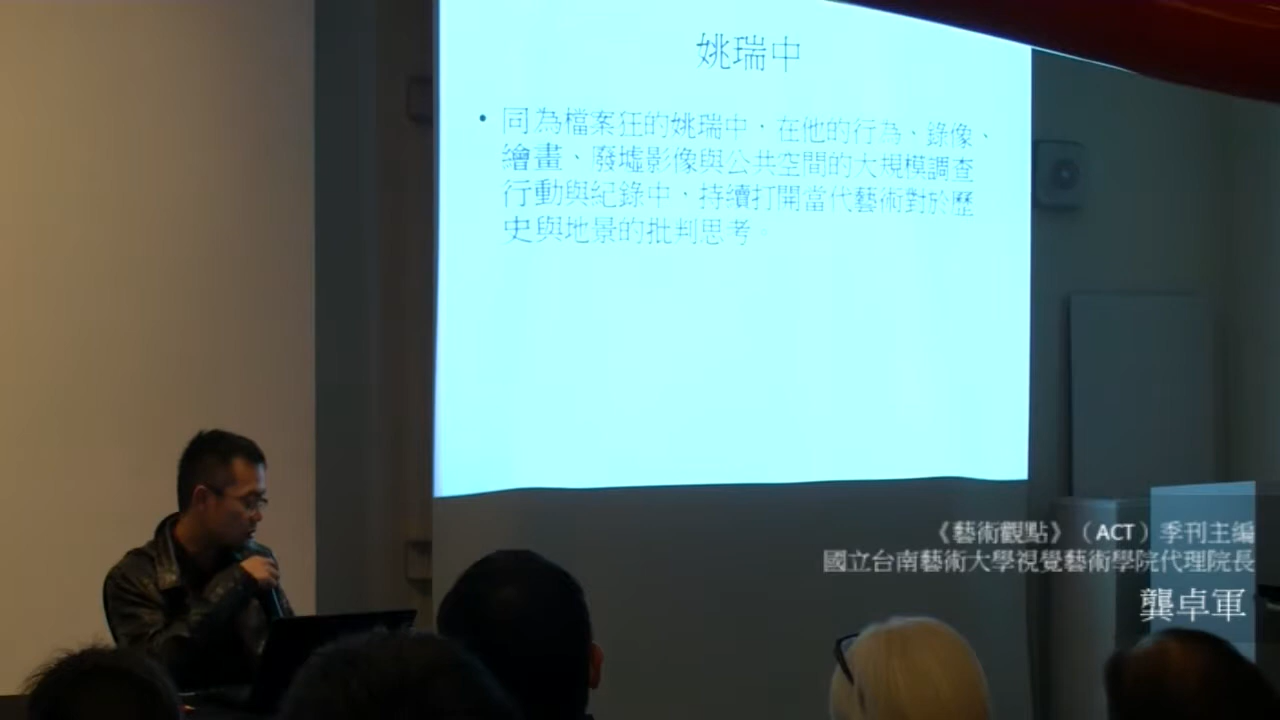 姚瑞中
• 同為檔案狂的姚瑞中，在他的行為、錄像、
繪畫、廢墟影像與公共空間的大規模調查
行動與紀錄中、持續打開當代藝術對於歷
史與地景的批判思考。
《藝術觀點》（ACT）季刊主編
國立台南藝術大學視覺藝術學院代理院長
龔卓軍